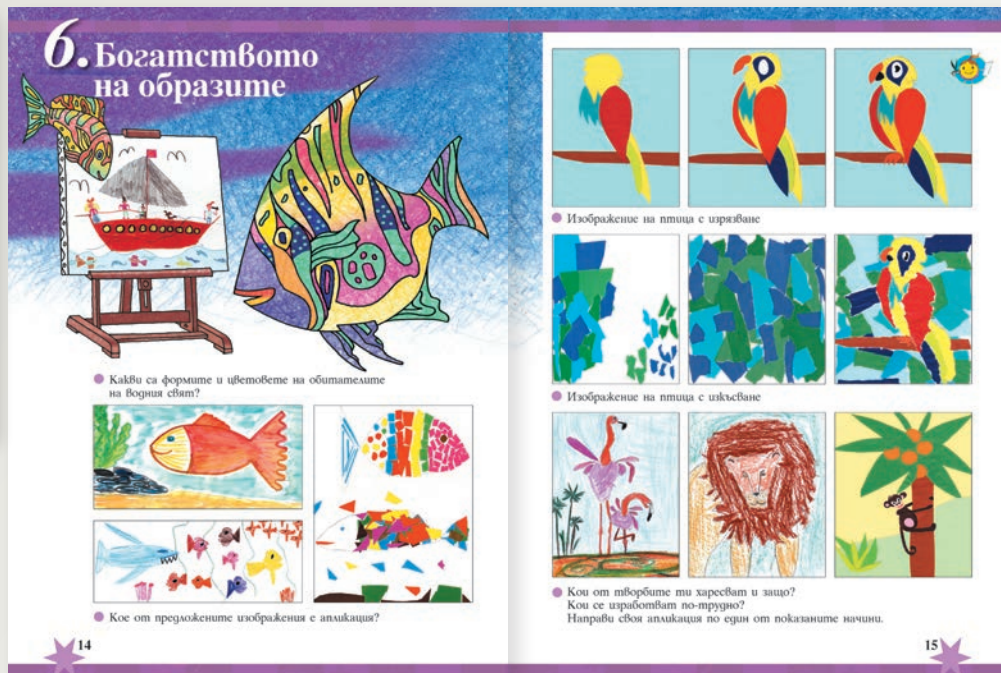 6. Богатството
на образите
Какви са формите и цветовете на обитателите
на водния свят?
Кое от предложените изображения е апликация?
14
Изображение на птица с изрязване
Изображение на птица с изкъсване
Кои от творбите ти харесват и защо?
Кои се изработват по-трудно?
Направи своя апликация по един от показаните начини.
15